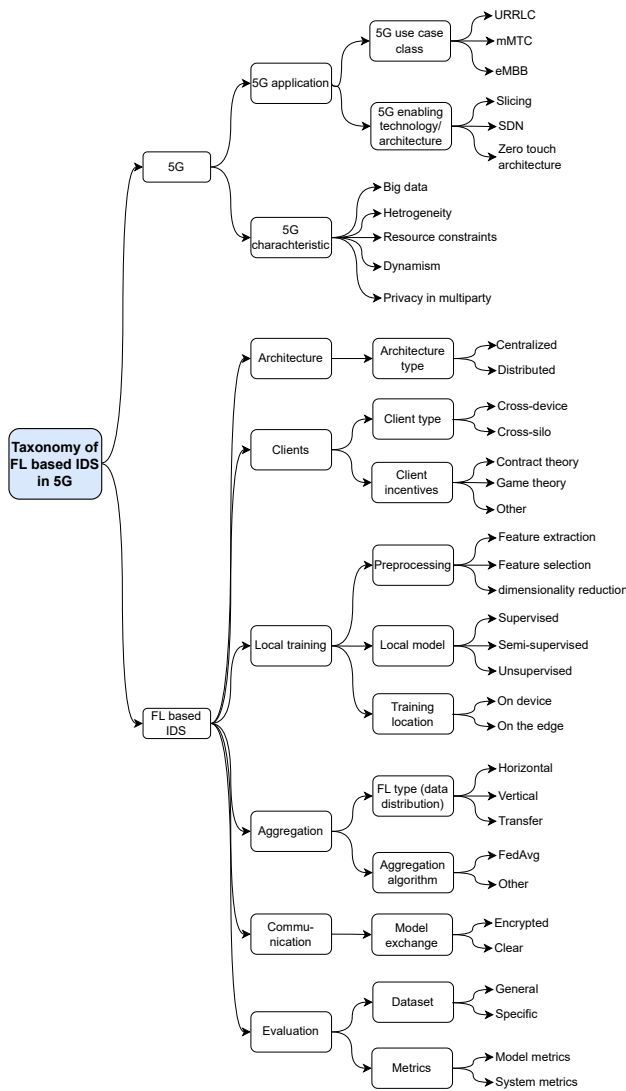 Taxonomy of
FL based IDS
in 5G
5G
5G application
5G use case
class
URRLC
mMTC
eMBB
5G enabling
technology/
architecture
Slicing
SDN
Zero touch
architecture
5G
charachteristic
Big data
Hetrogeneity
Resource constraints
Dynamism
Privacy in multiparty
FL based
IDS
Architecture
Architecture
type
Centralized
Distributed
Clients
Client type
Cross-device
Cross-silo
Client
incentives
Contract theory
Game theory
Other
Local training
Preprocessing
Feature extraction
Feature selection
dimensionality reduction
Local model
Supervised
Semi-supervised
Unsupervised
Training
location
On device
On the edge
Aggregation
FL type (data
distribution)
Horizontal
Vertical
Transfer
Aggregation
algorithm
FedAvg
Other
Commu-
nication
Model
exchange
Encrypted
Clear
Evaluation
Dataset
General
Specific
Metrics
Model metrics
System metrics